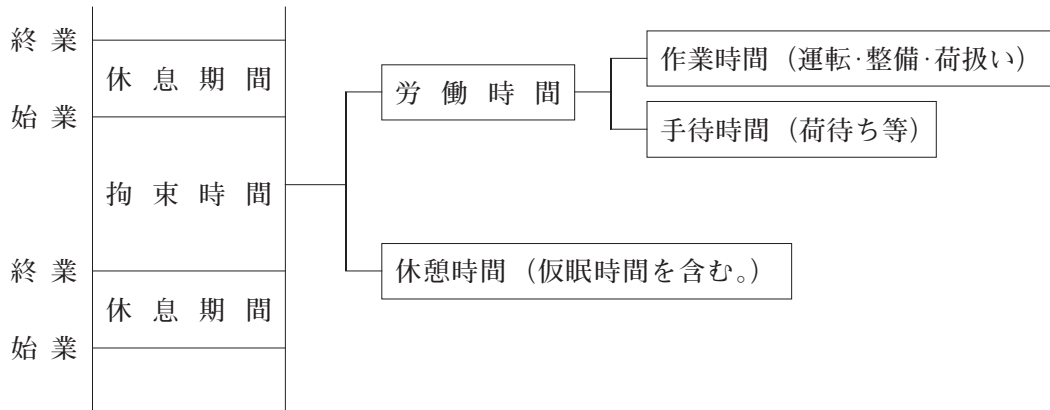 終業
休息期間
始業
拘束時間
終業
休息期間
始業
労働時間
作業時間（運転·整備·荷扱い）
手待時間（荷待ち等）
休憩時間（仮眠時間を含む。）